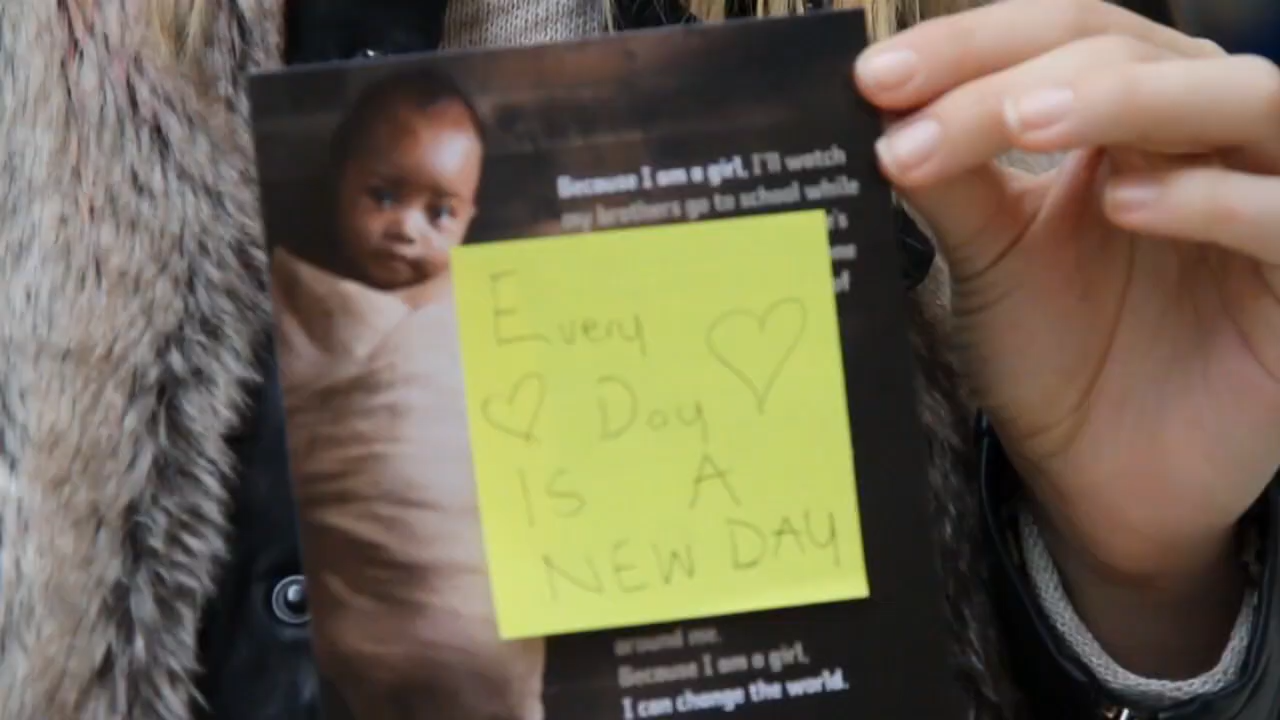 Because I am a girl, I'll watch
my brothers go to school while
Every
Day
IS A
NEW DAY
around me.
Because I am a girl,
I can change the world.